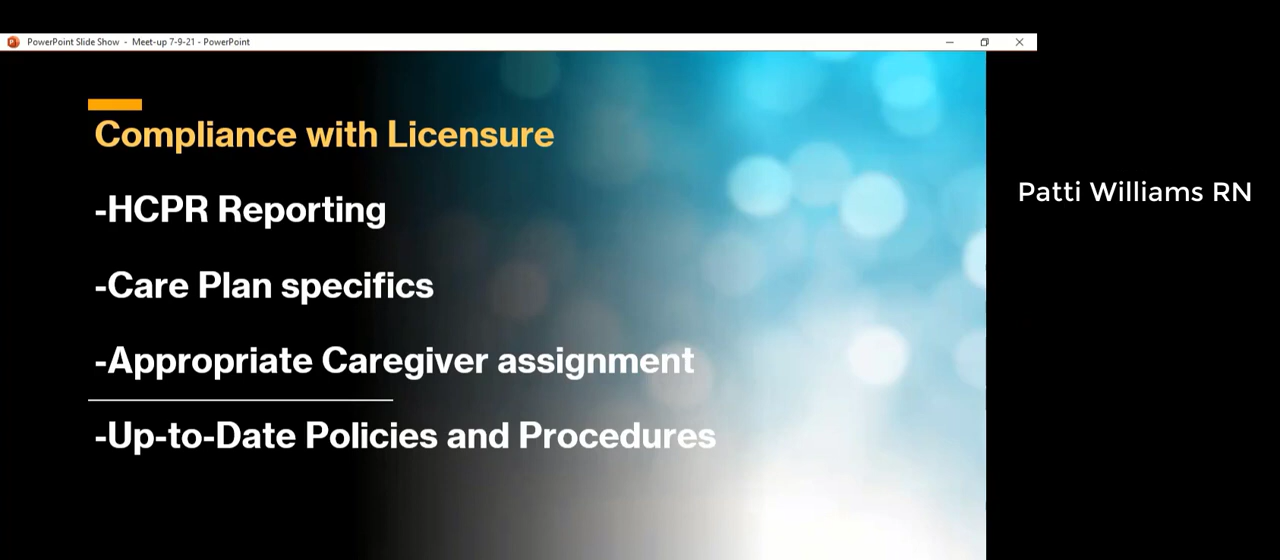 PowerPoint Slide Show - Meet-up 7-9-21 - PowerPoint
Compliance with Licensure
-HCPR Reporting
Patti Williams RN
-Care Plan specifics
-Appropriate Caregiver assignment
-Up-to-Date Policies and Procedures